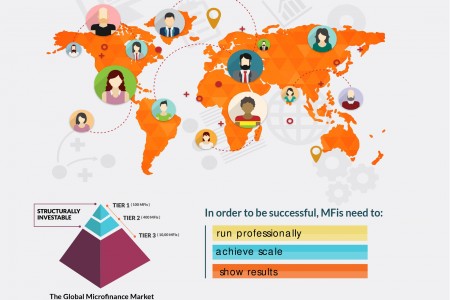 STRUCTURALLY
INVESTABLE
TIER 1 (100 MFIs)
TIER 2 (400 MFIs)
TIER 3 (10,00 MFIs)
The Global Microfinance Market
In order to be successful, MFis need to:
run professionally
achieve scale
show results